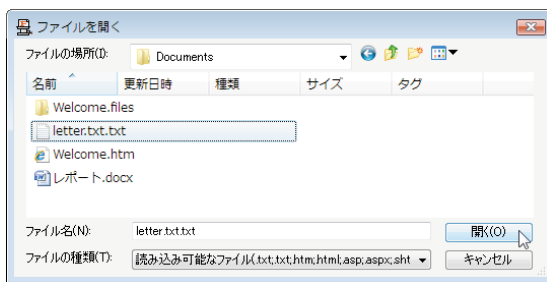 ファイルを開く
ファイルの場所(I):
Documents
名前 更新日時 種類 サイズ タグ
Welcome.files
letter.txt.txt
Welcome.htm
レポート.docx
ファイル名(N): letter.txt.txt 開く(O)
ファイルの種類(T): 読み込み可能なファイル(.txt;txt;htm;html;asp;aspx;sht キャンセル